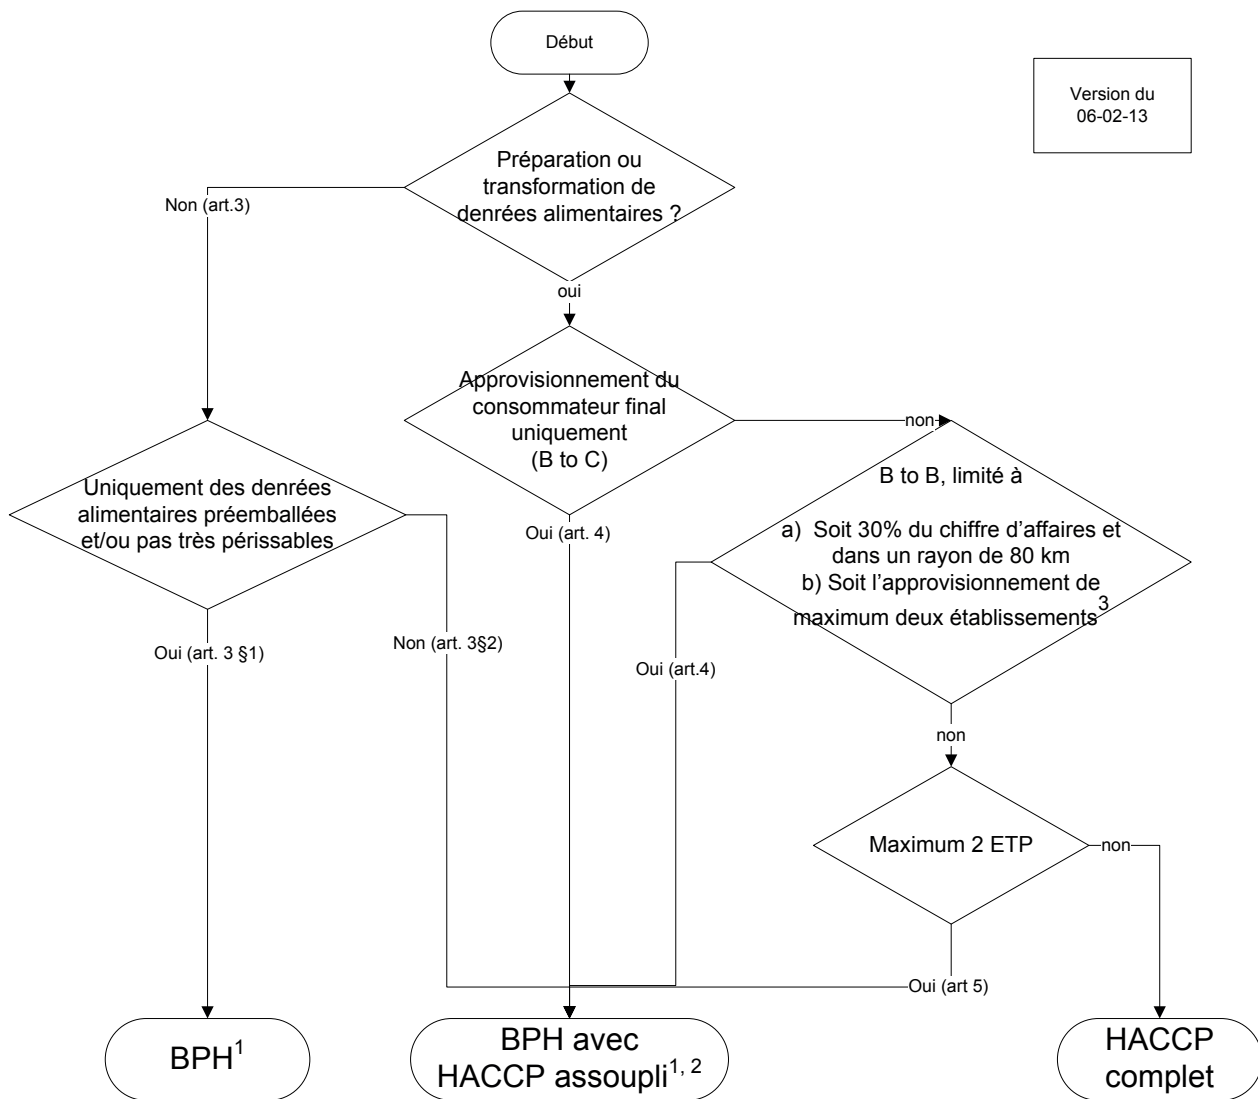 Début
Version du
06-02-13
Préparation ou
transformation de
denrées alimentaires ?
Non (art.3)
oui
Approvisionnement du
consommateur final
uniquement
(B to C)
non
B to B, limité à
a) Soit 30% du chiffre d’affaires et
dans un rayon de 80 km
b) Soit l’approvisionnement de
maximum deux établissements3
Uniquement des denrées
alimentaires préemballées
et/ou pas très périssables
Oui (art. 4)
Oui (art. 3 §1)
Non (art. 3§2)
Oui (art.4)
non
Maximum 2 ETP
non
Oui (art 5)
BPH1
BPH avec
HACCP assoupli1, 2
HACCP
complet